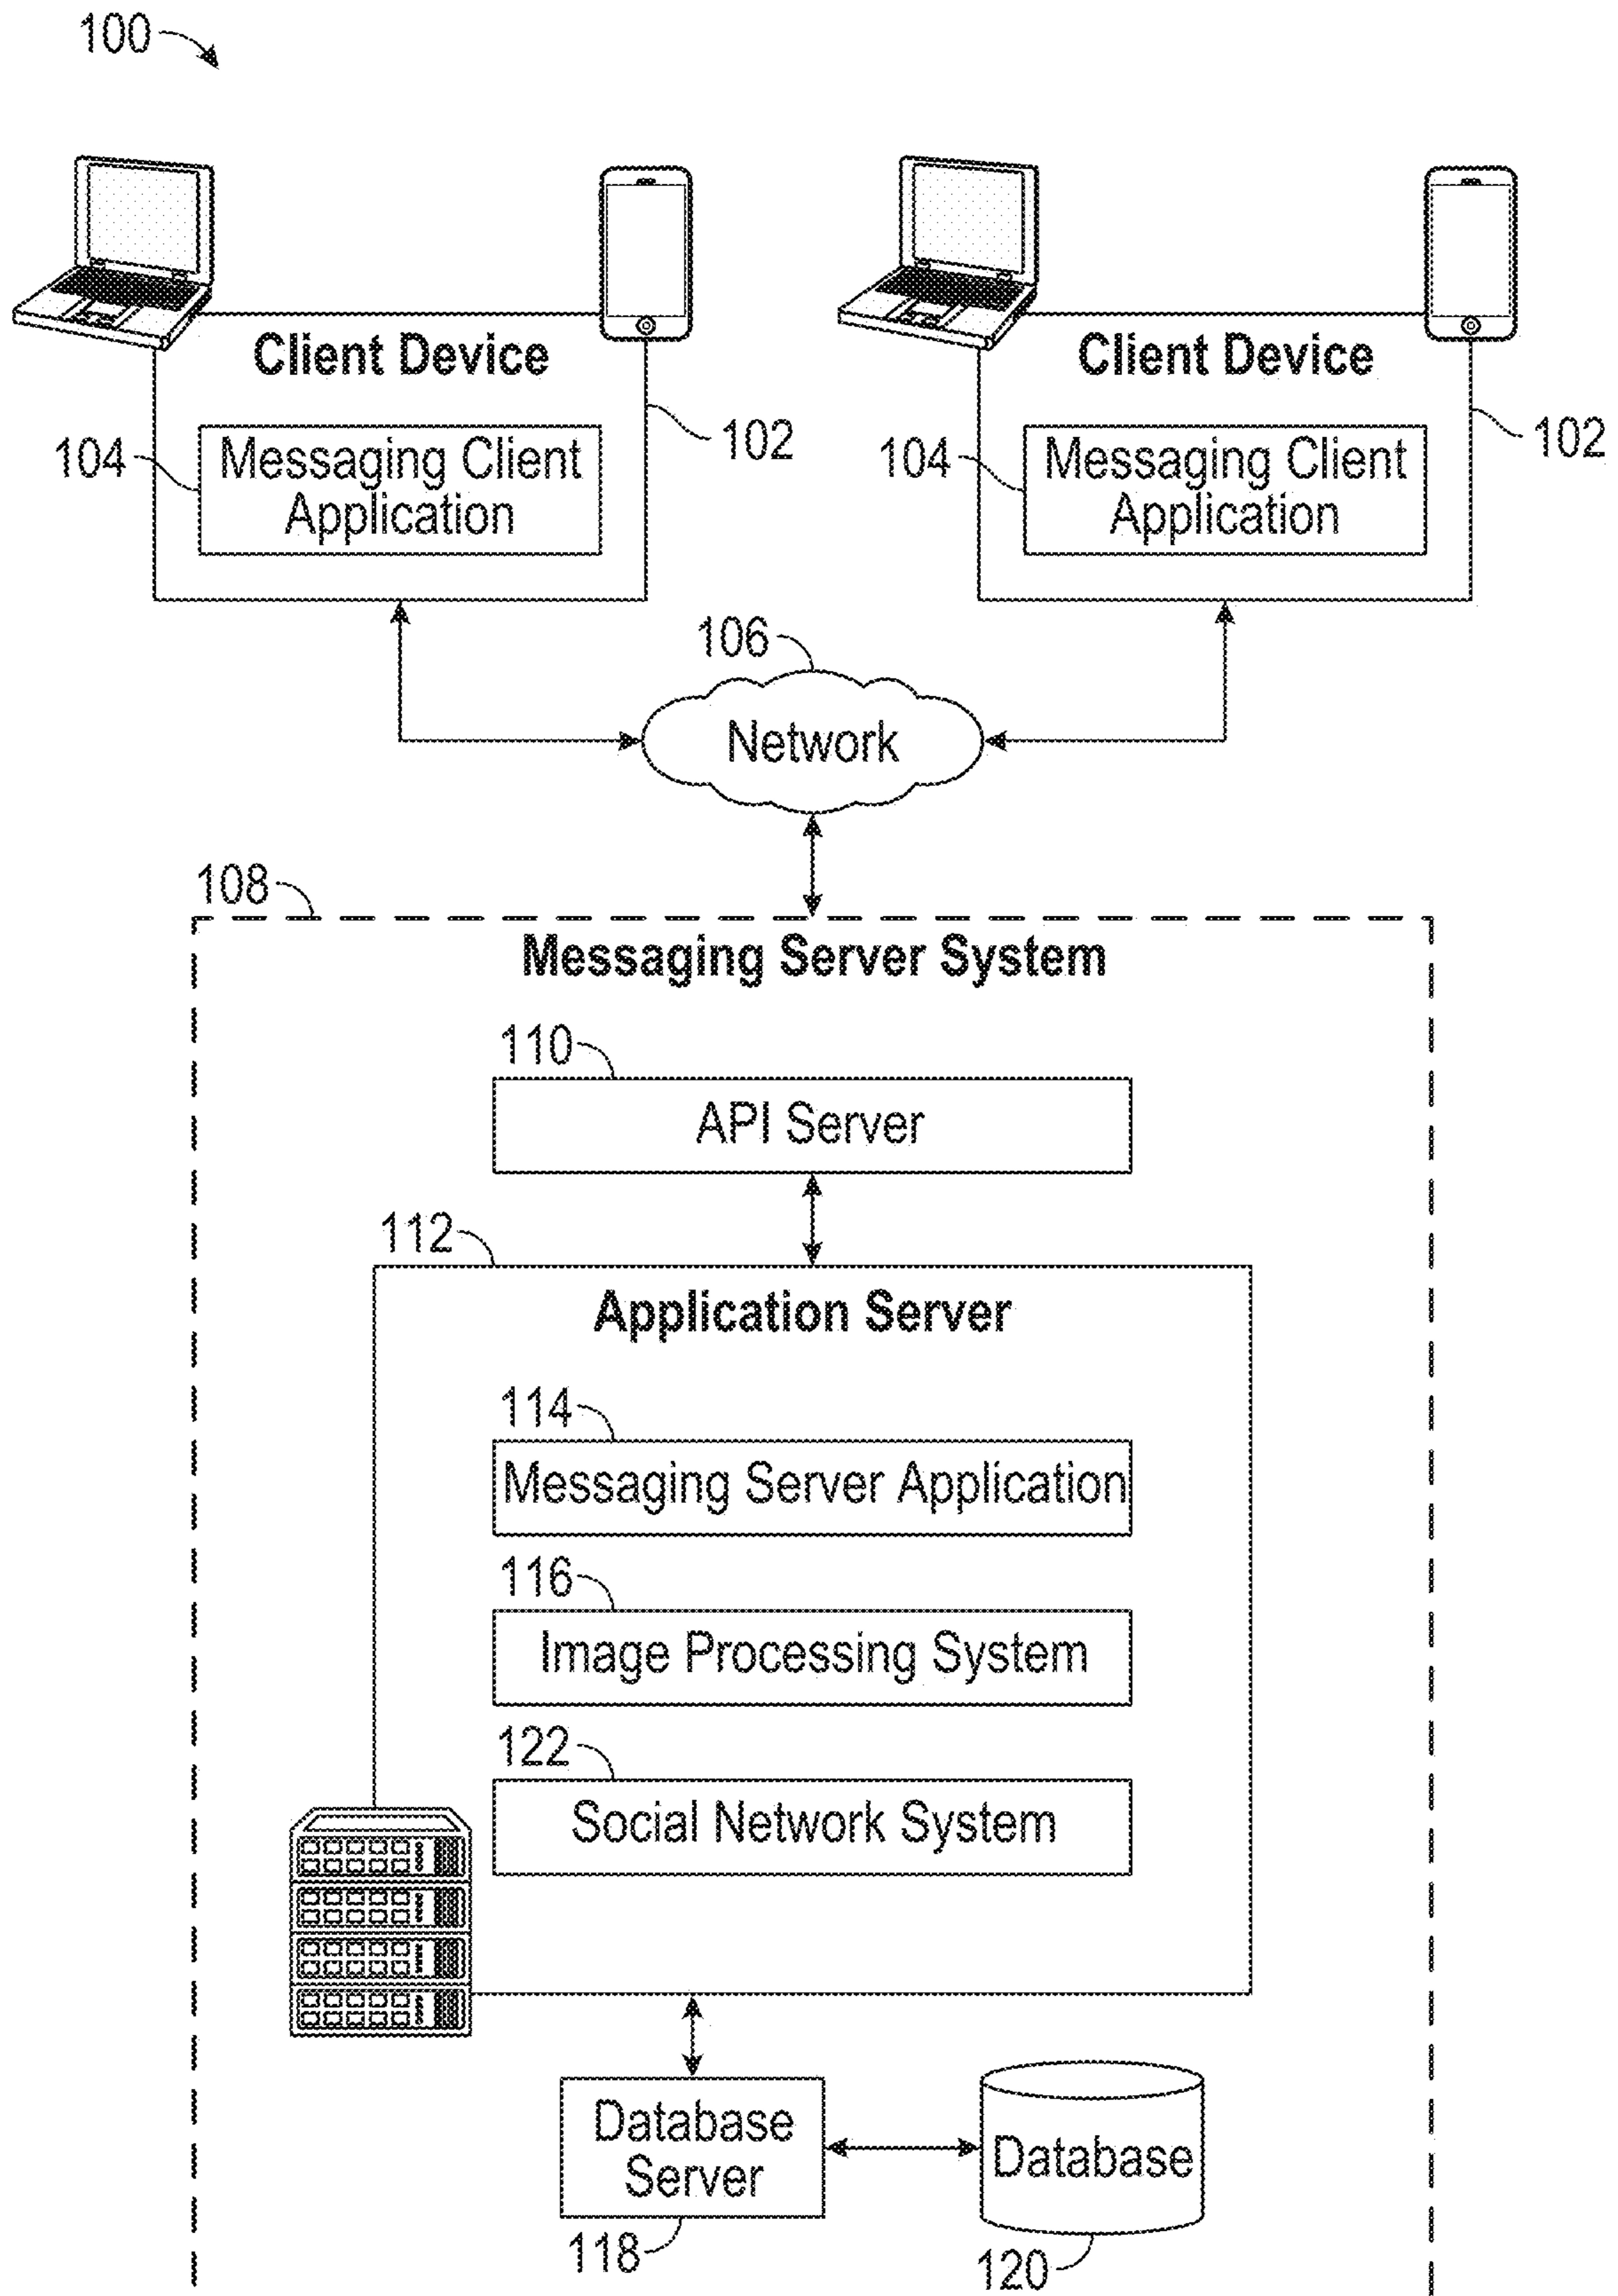 100
Client Device
Client Device
102
102
104
Messaging Client
Application
104
Messaging Client
Application
106
Network
108
Messaging Server System
110
API Server
112
Application Server
114
Messaging Server Application
116
Image Processing System
122
Social Network System
Database
Server
Database
118
120